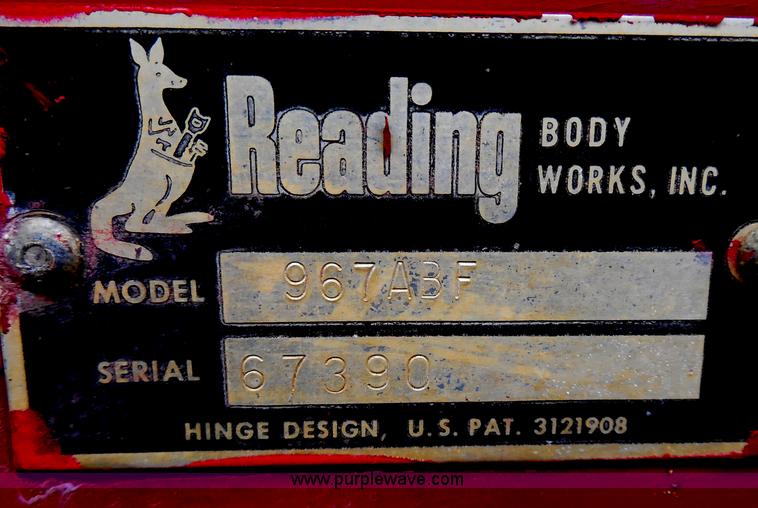 Reading
BODY
WORKS, INC.
MODEL 967ABF
SERIAL 67390
HINGE DESIGN, U.S. PAT. 3121908
www.purplewave.com